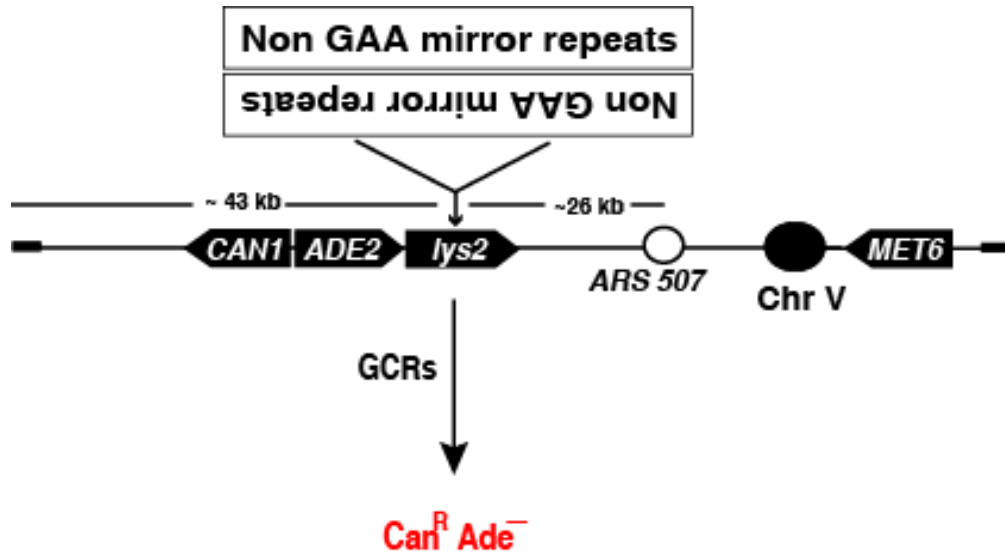 Non GAA mirror repeats
Non GAA mirror repeats
~ 43 kb
~26 kb
CAN1 ADE2 lys2 MET6
ARS 507
Chr V
GCRs
Can^R Ade^–